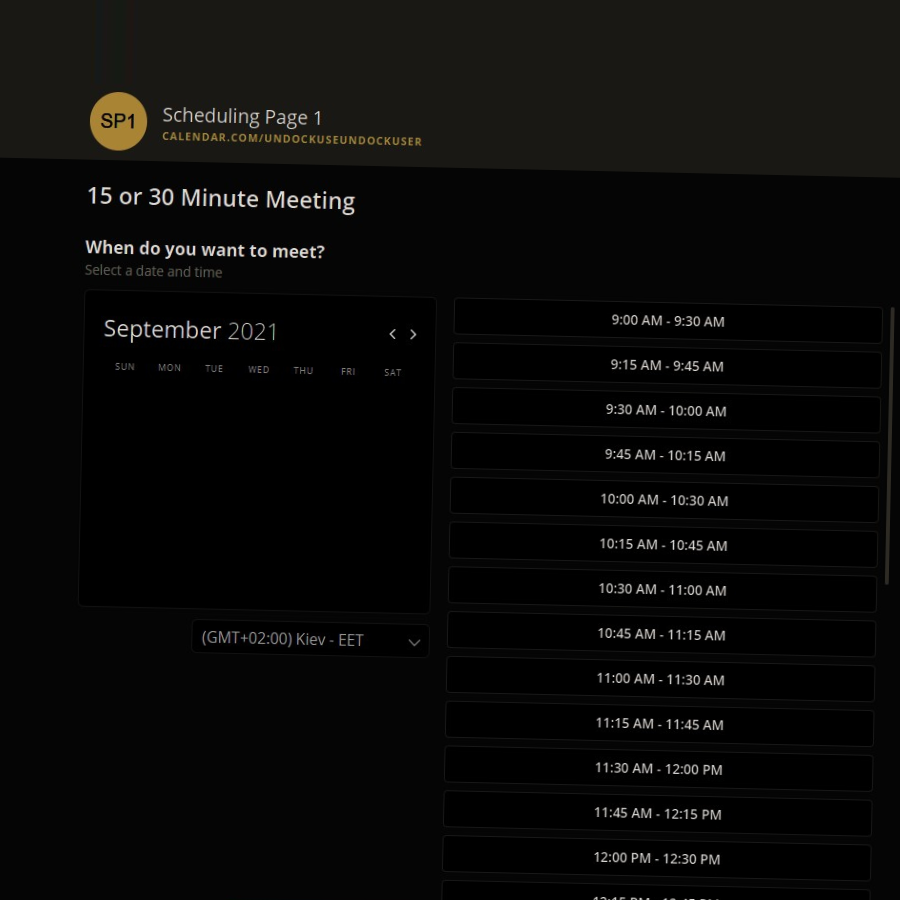 SP1
Scheduling Page 1
CALENDAR.COM/UNDOCKUSEUNDOCKUSER
15 or 30 Minute Meeting
When do you want to meet?
Select a date and time
September 2021
SUN MON TUE WED THU FRI SAT
(GMT+02:00) Kiev - EET
9:00 AM - 9:30 AM
9:15 AM - 9:45 AM
9:30 AM - 10:00 AM
9:45 AM - 10:15 AM
10:00 AM - 10:30 AM
10:15 AM - 10:45 AM
10:30 AM - 11:00 AM
10:45 AM - 11:15 AM
11:00 AM - 11:30 AM
11:15 AM - 11:45 AM
11:30 AM - 12:00 PM
11:45 AM - 12:15 PM
12:00 PM - 12:30 PM